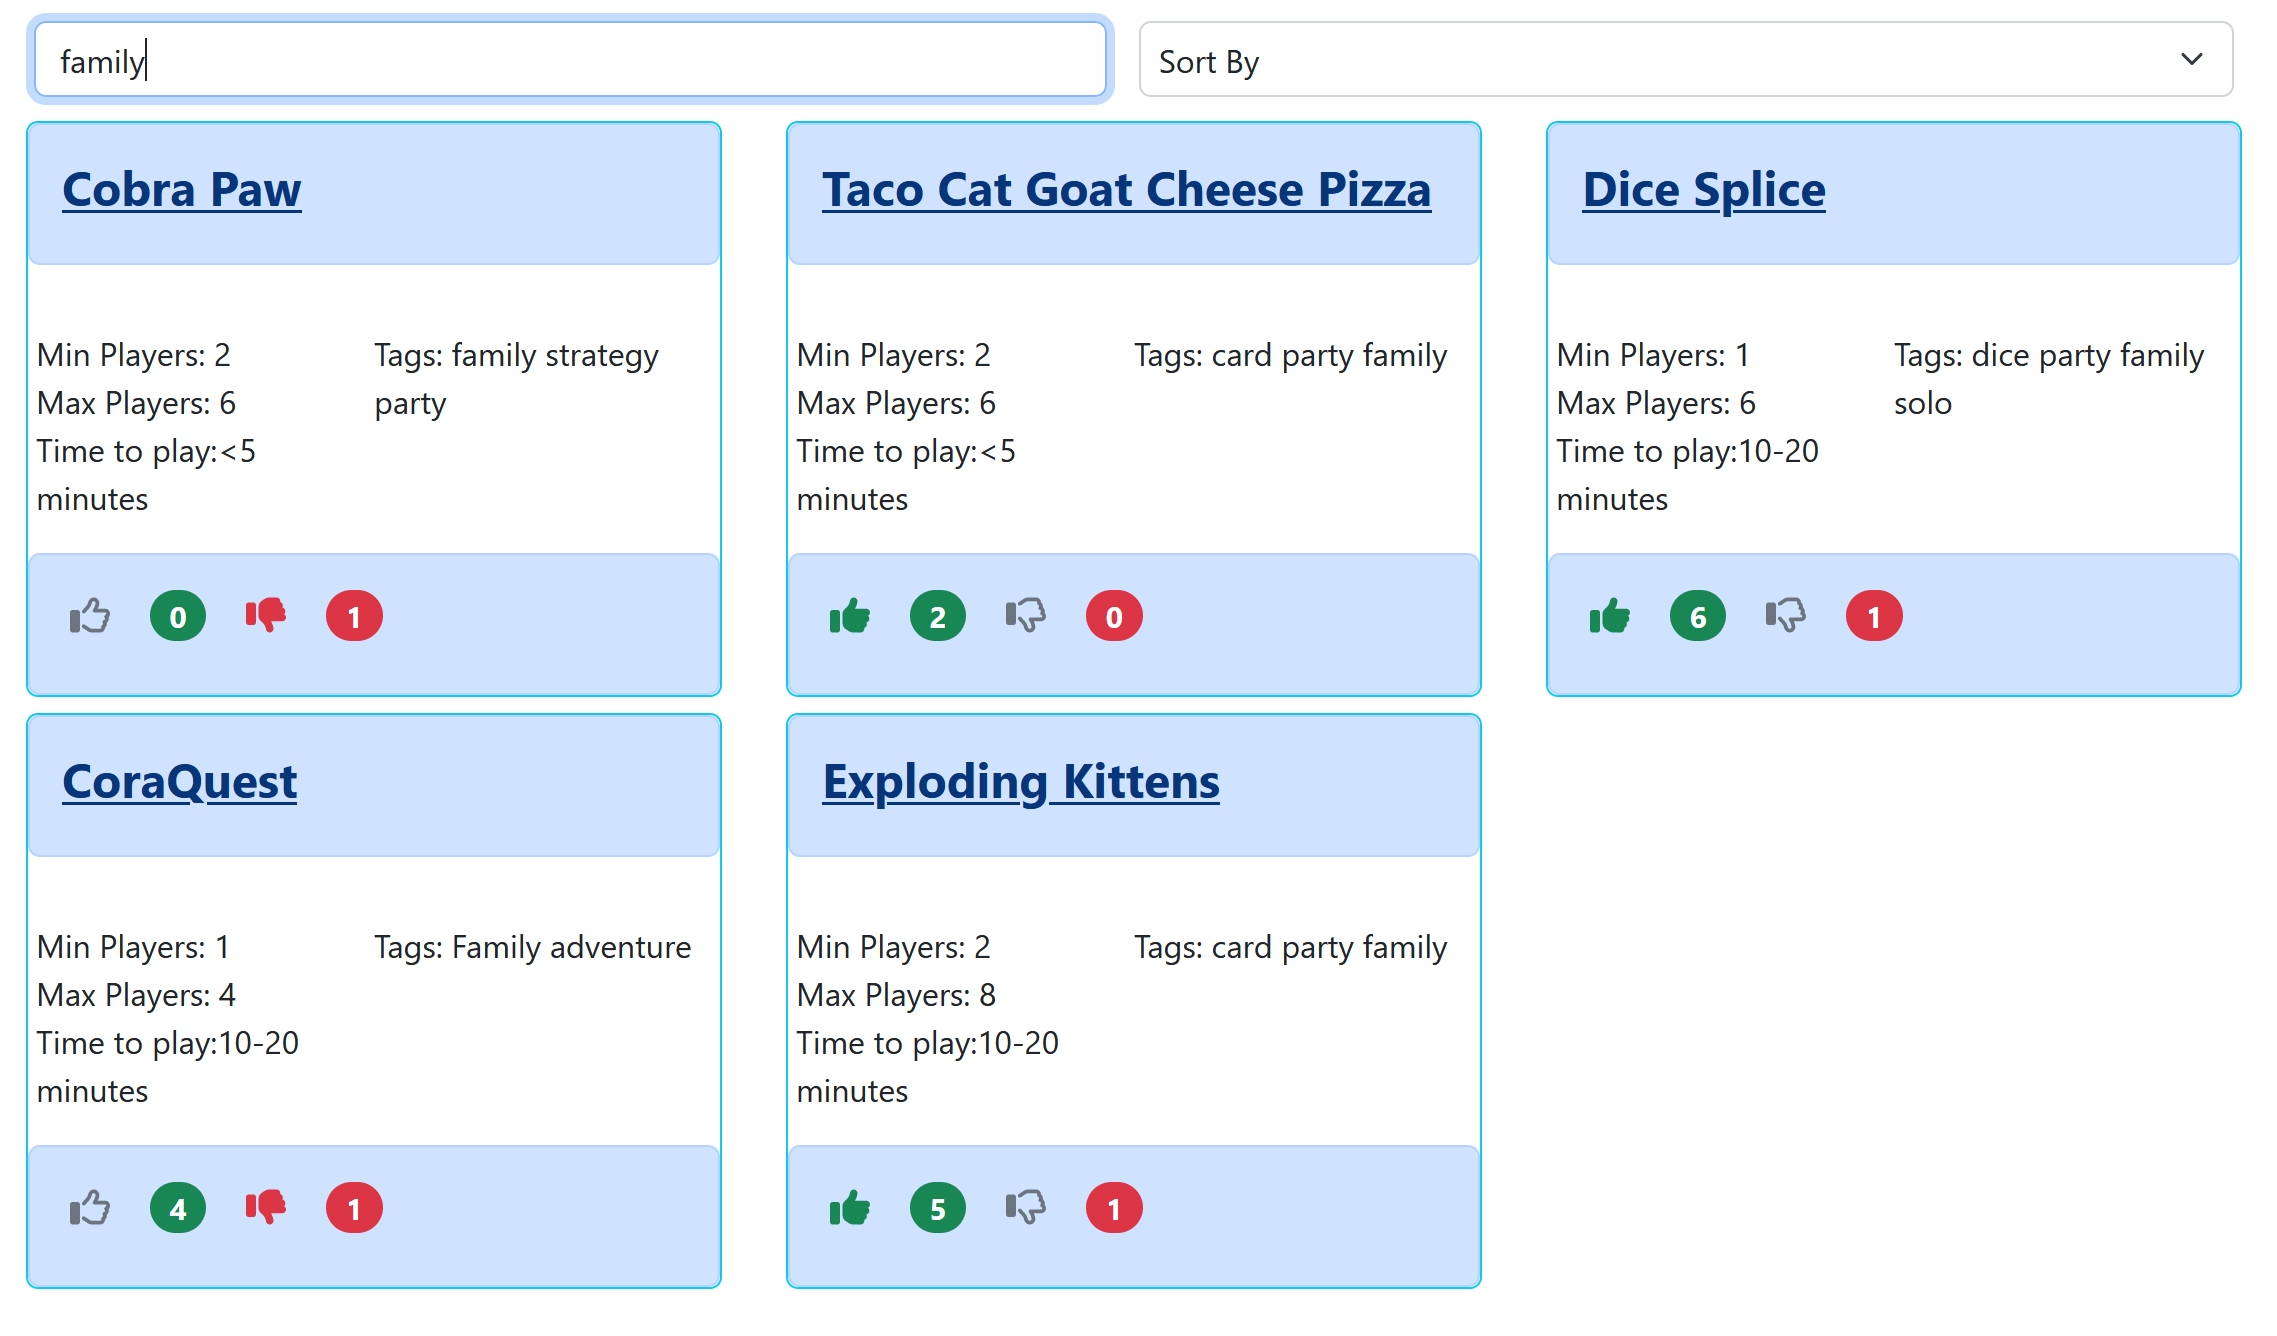 family
Sort By
Cobra Paw
Min Players: 2
Max Players: 6
Time to play:<5
minutes
Tags: family strategy
party
0
1
Taco Cat Goat Cheese Pizza
Min Players: 2
Max Players: 6
Time to play:<5
minutes
Tags: card party family
2
0
Dice Splice
Min Players: 1
Max Players: 6
Time to play:10-20
minutes
Tags: dice party family
solo
6
1
CoraQuest
Min Players: 1
Max Players: 4
Time to play:10-20
minutes
Tags: Family adventure
4
1
Exploding Kittens
Min Players: 2
Max Players: 8
Time to play:10-20
minutes
Tags: card party family
5
1